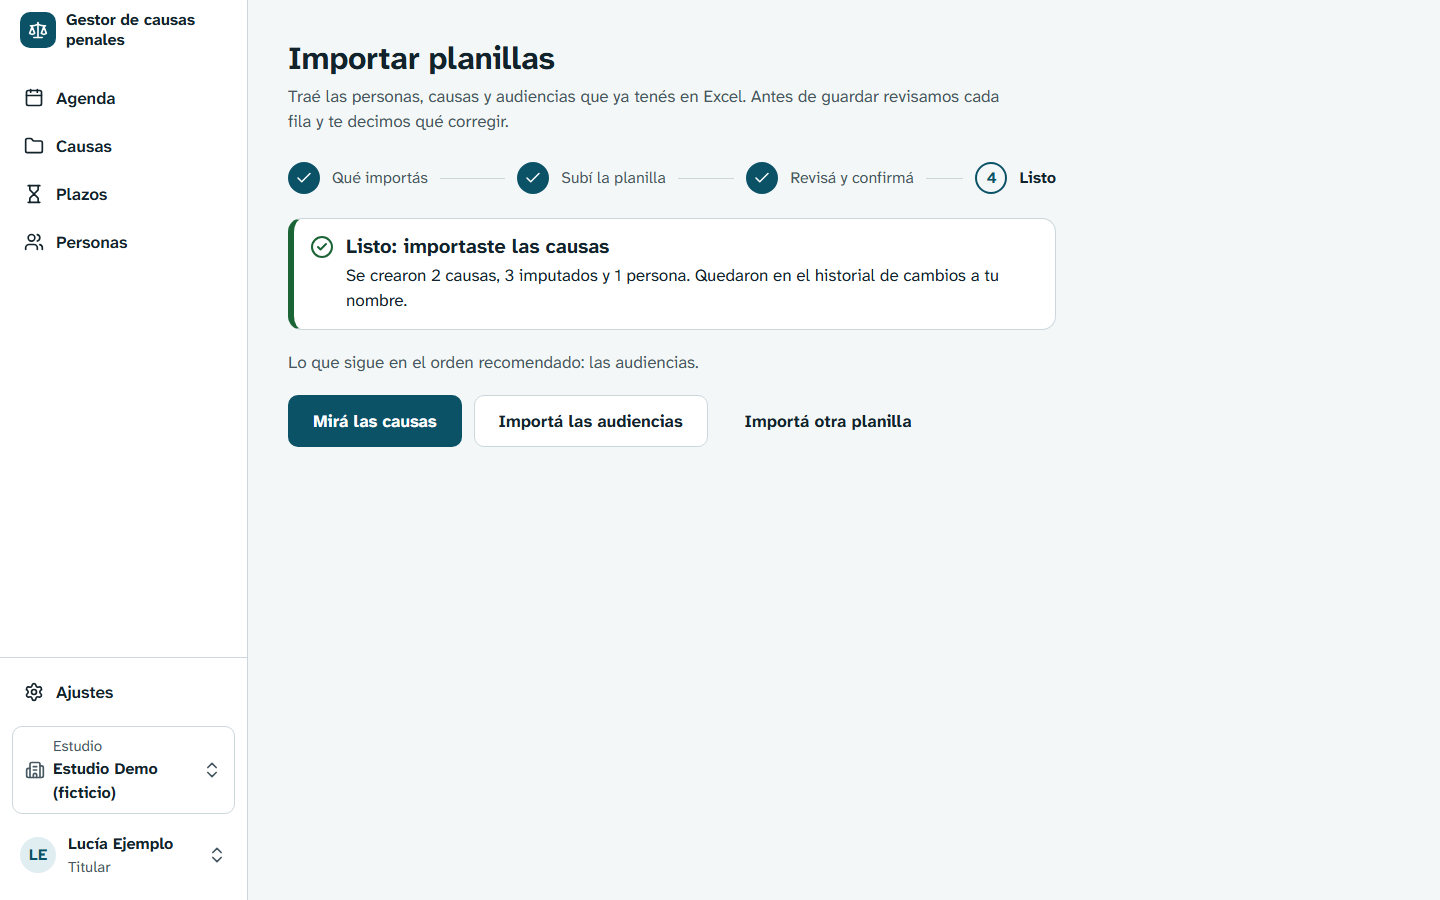 Gestor de causas
penales
Agenda
Causas
Plazos
Personas
Ajustes
Estudio
Estudio Demo
(ficticio)
LE
Lucía Ejemplo
Titular
Importar planillas
Traé las personas, causas y audiencias que ya tenés en Excel. Antes de guardar revisamos cada
fila y te decimos qué corregir.
Qué importás
Subí la planilla
Revisá y confirmá
4 Listo
Listo: importaste las causas
Se crearon 2 causas, 3 imputados y 1 persona. Quedaron en el historial de cambios a tu
nombre.
Lo que sigue en el orden recomendado: las audiencias.
Mirá las causas
Importá las audiencias
Importá otra planilla